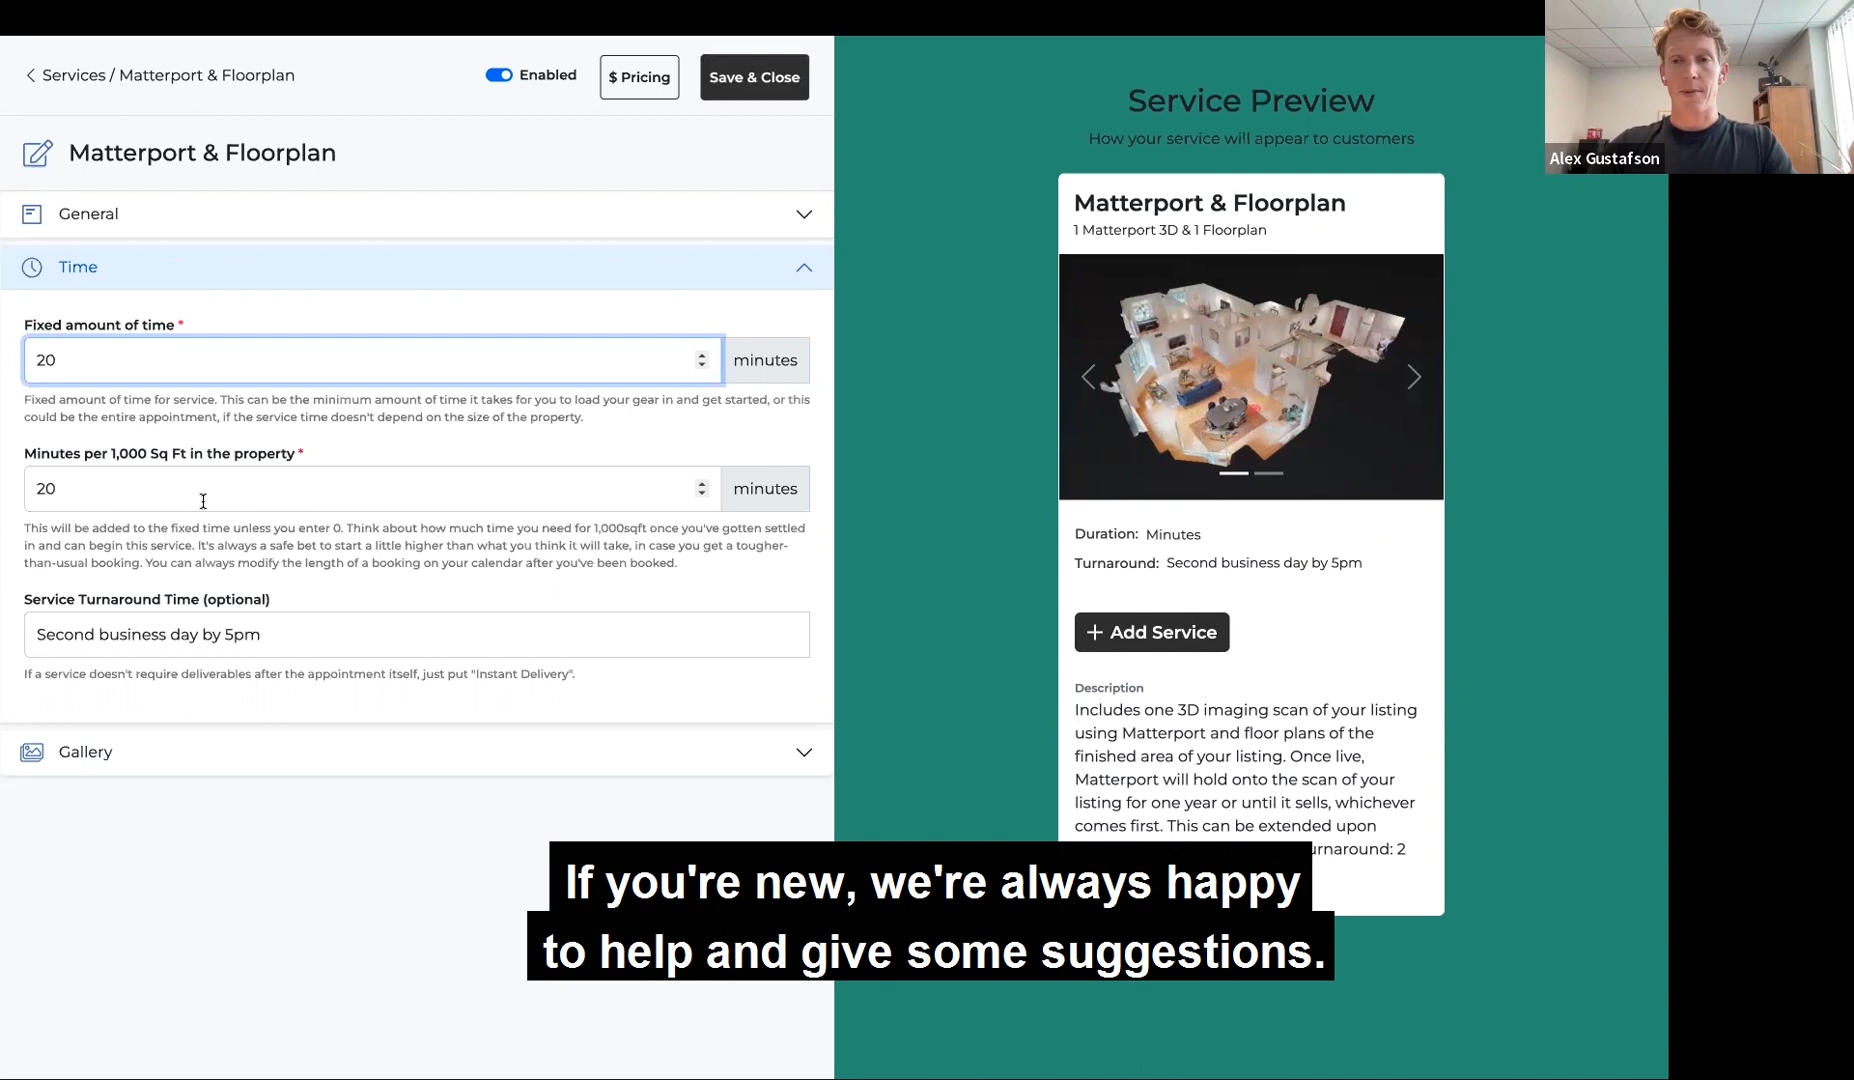 Services / Matterport & Floorplan
Enabled
$ Pricing
Save & Close
Matterport & Floorplan
General
Time
Fixed amount of time *
20
minutes
Fixed amount of time for service. This can be the minimum amount of time it takes for you to load your gear in and get started, or this
could be the entire appointment, if the service time doesn't depend on the size of the property.
Minutes per 1,000 Sq Ft in the property *
20
minutes
This will be added to the fixed time unless you enter 0. Think about how much time you need for 1,000sqft once you've gotten settled
in and can begin this service. It's always a safe bet to start a little higher than what you think it will take, in case you get a tougher-
than-usual booking. You can always modify the length of a booking on your calendar after you've been booked.
Service Turnaround Time (optional)
Second business day by 5pm
If a service doesn't require deliverables after the appointment itself, just put "Instant Delivery".
Gallery
Service Preview
How your service will appear to customers
Matterport & Floorplan
1 Matterport 3D & 1 Floorplan
Duration: Minutes
Turnaround: Second business day by 5pm
+ Add Service
Description
Includes one 3D imaging scan of your listing
using Matterport and floor plans of the
finished area of your listing. Once live,
Matterport will hold onto the scan of your
listing for one year or until it sells, whichever
comes first. This can be extended upon
urnaround: 2
Alex Gustafson
If you're new, we're always happy
to help and give some suggestions.